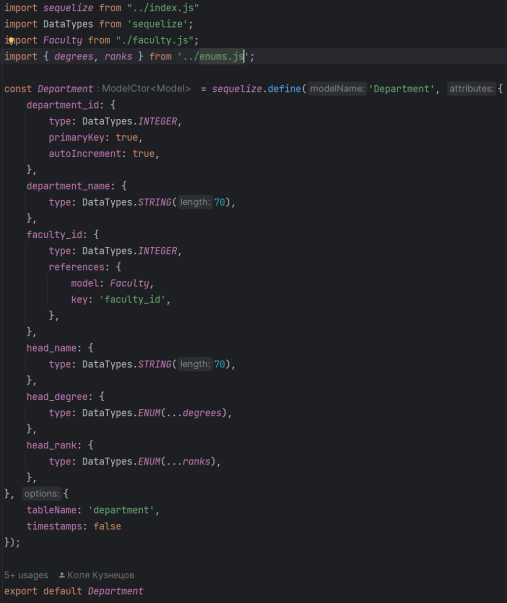 import sequelize from "../index.js"
import DataTypes from 'sequelize';
import Faculty from "./faculty.js";
import { degrees, ranks } from '../enums.js';
const Department : ModelCtor<Model> = sequelize.define( modelName: 'Department', attributes: {
    department_id: {
        type: DataTypes.INTEGER,
        primaryKey: true,
        autoIncrement: true,
    },
    department_name: {
        type: DataTypes.STRING( length: 70),
    },
    faculty_id: {
        type: DataTypes.INTEGER,
        references: {
            model: Faculty,
            key: 'faculty_id',
        },
    },
    head_name: {
        type: DataTypes.STRING( length: 70),
    },
    head_degree: {
        type: DataTypes.ENUM(...degrees),
    },
    head_rank: {
        type: DataTypes.ENUM(...ranks),
    },
}, options: {
    tableName: 'department',
    timestamps: false
});
5+ usages Коля Кузнецов
export default Department